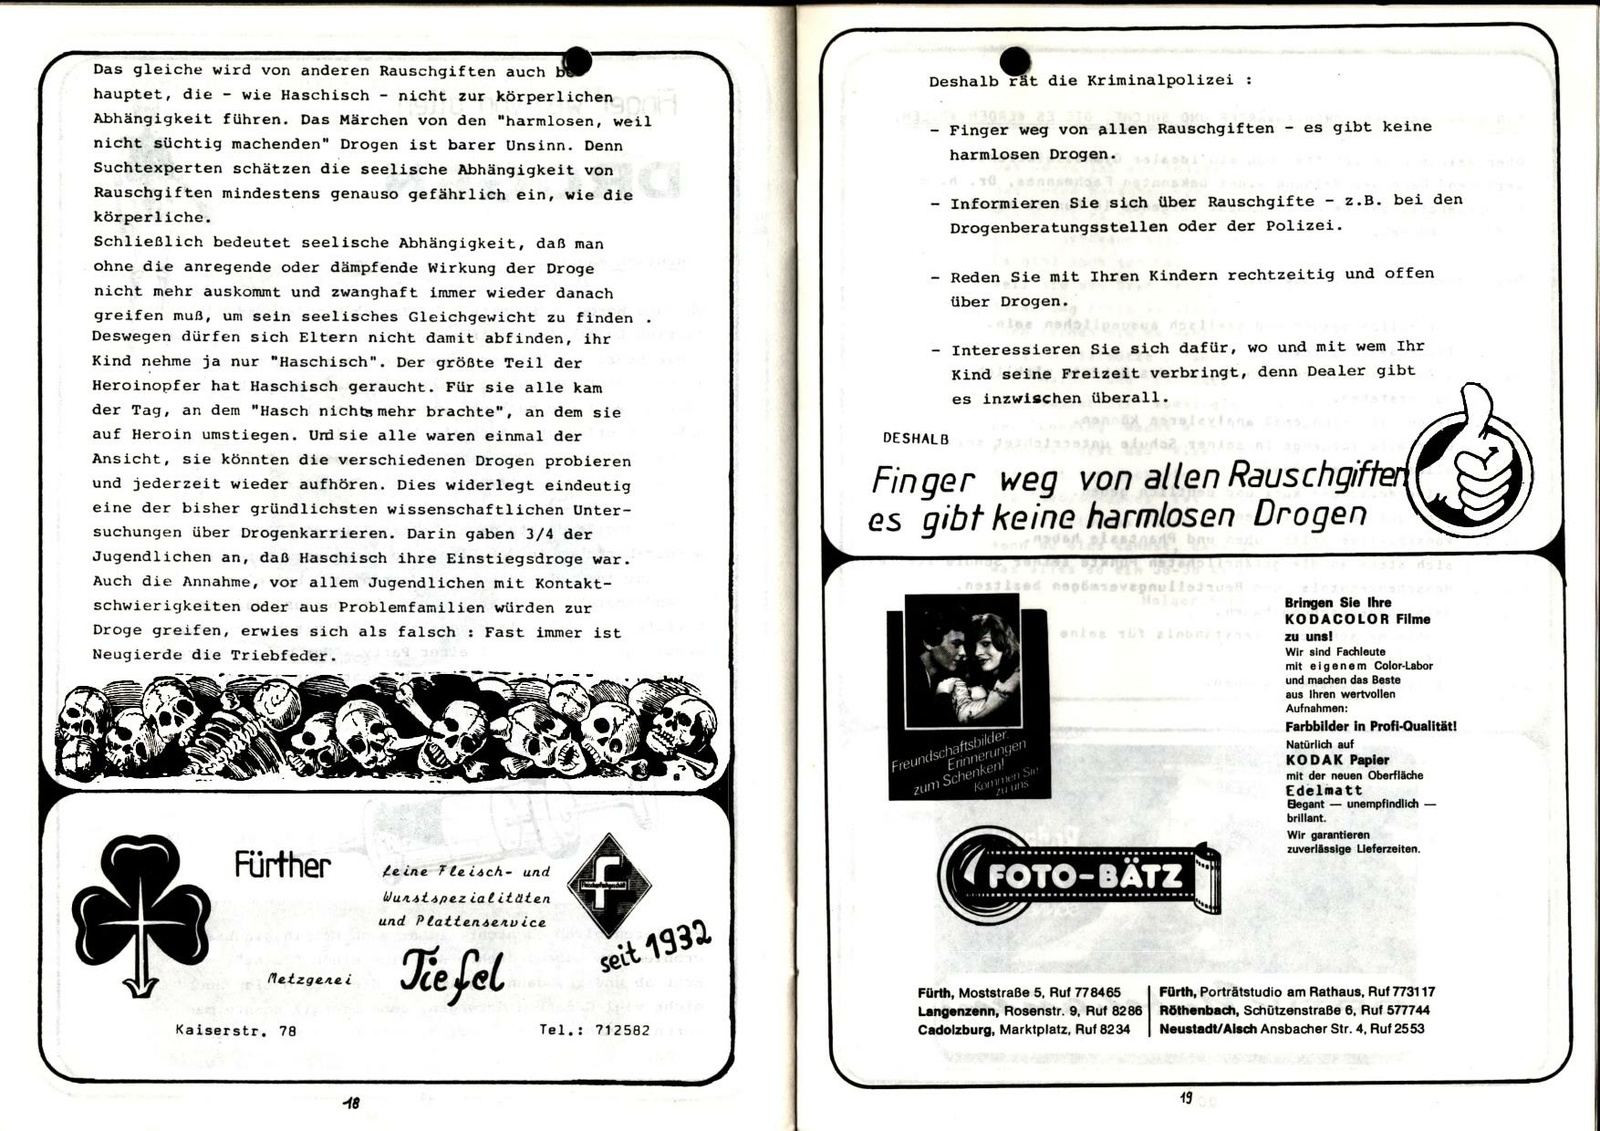 Das gleiche wird von anderen Rauschgiften auch be
hauptet, die - wie Haschisch - nicht zur körperlichen
Abhängigkeit führen. Das Märchen von den "harmlosen, weil
nicht süchtig machenden" Drogen ist barer Unsinn. Denn
Suchtexperten schätzen die seelische Abhängigkeit von
Rauschgiften mindestens genauso gefährlich ein, wie die
körperliche.
Schließlich bedeutet seelische Abhängigkeit, daß man
ohne die anregende oder dämpfende Wirkung der Droge
nicht mehr auskommt und zwanghaft immer wieder danach
greifen muß, um sein seelisches Gleichgewicht zu finden .
Deswegen dürfen sich Eltern nicht damit abfinden, ihr
Kind nehme ja nur "Haschisch". Der größte Teil der
Heroinopfer hat Haschisch geraucht. Für sie alle kam
der Tag, an dem "Hasch nichts mehr brachte", an dem sie
auf Heroin umstiegen. Und sie alle waren einmal der
Ansicht, sie könnten die verschiedenen Drogen probieren
und jederzeit wieder aufhören. Dies widerlegt eindeutig
eine der bisher gründlichsten wissenschaftlichen Unter-
suchungen über Drogenkarrieren. Darin gaben 3/4 der
Jugendlichen an, daß Haschisch ihre Einstiegsdroge war.
Auch die Annahme, vor allem Jugendlichen mit Kontakt-
schwierigkeiten oder aus Problemfamilien würden zur
Droge greifen, erwies sich als falsch : Fast immer ist
Neugierde die Triebfeder.
Fürther
feine Fleisch- und
Wurstspezialitäten
und Plattenservice
f
seit 1932
Metzgerei
Tiefel
Kaiserstr. 78
Tel.: 712582
18
Deshalb rät die Kriminalpolizei :
- Finger weg von allen Rauschgiften - es gibt keine
harmlosen Drogen.
- Informieren Sie sich über Rauschgifte - z.B. bei den
Drogenberatungsstellen oder der Polizei.
- Reden Sie mit Ihren Kindern rechtzeitig und offen
über Drogen.
- Interessieren Sie sich dafür, wo und mit wem Ihr
Kind seine Freizeit verbringt, denn Dealer gibt
es inzwischen überall.
DESHALB
Finger weg von allen Rauschgiften
es gibt keine harmlosen Drogen
Freundschaftsbilder.
Erinnerungen
zum Schenken!
Kommen Sie
zu uns
Bringen Sie Ihre
KODACOLOR Filme
zu uns!
Wir sind Fachleute
mit eigenem Color-Labor
und machen das Beste
aus Ihren wertvollen
Aufnahmen:
Farbbilder in Profi-Qualität!
Natürlich auf
KODAK Papier
mit der neuen Oberfläche
Edelmatt
Elegant — unempfindlich —
brillant.
Wir garantieren
zuverlässige Lieferzeiten.
FOTO-BÄTZ
Fürth, Moststraße 5, Ruf 778465
Langenzenn, Rosenstr. 9, Ruf 8286
Cadolzburg, Marktplatz, Ruf 8234
Fürth, Porträtstudio am Rathaus, Ruf 773117
Röthenbach, Schützenstraße 6, Ruf 577744
Neustadt/Aisch Ansbacher Str. 4, Ruf 2553
19